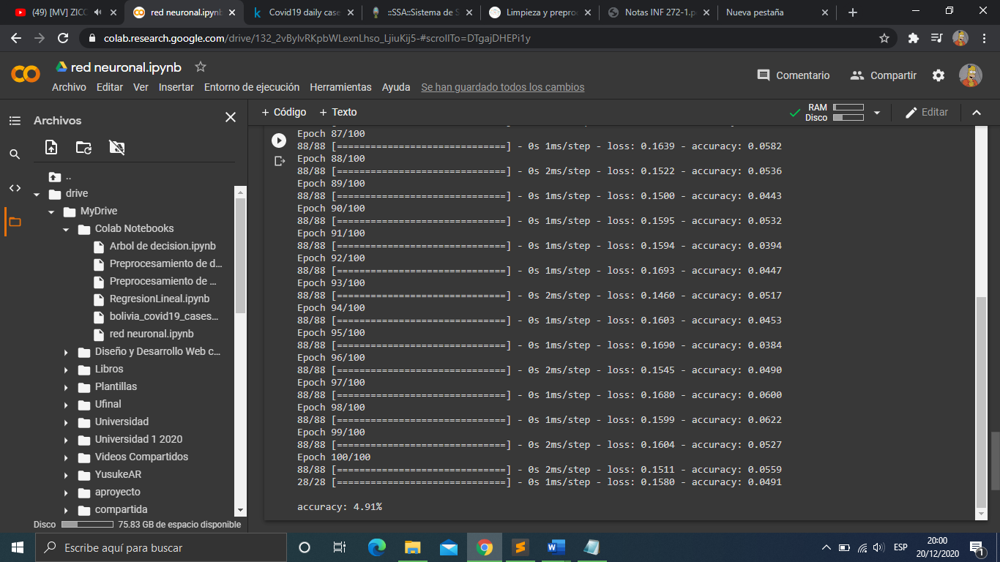 (49) [MV] ZICO
red neuronal.ipynb
Covid19 daily case
::SSA::Sistema de S
Limpieza y preproc
Notas INF 272-1.p
Nueva pestaña
colab.research.google.com/drive/132_2vBylvRKpbWLexnLhso_LjiuKij5-#scrollTo=DTgajDHEPi1y
red neuronal.ipynb
Comentario
Compartir
Archivo Editar Ver Insertar Entorno de ejecución Herramientas Ayuda Se han guardado todos los cambios
Archivos
+ Código + Texto
RAM
Disco
Editar
..
drive
MyDrive
Colab Notebooks
Arbol de decision.ipynb
Preprocesamiento de d...
Preprocesamiento de ...
RegresionLineal.ipynb
bolivia_covid19_cases...
red neuronal.ipynb
Diseño y Desarrollo Web c...
Libros
Plantillas
Ufinal
Universidad
Universidad 1 2020
Videos Compartidos
YusukeAR
aproyecto
compartida
Disco 75.83 GB de espacio disponible
Epoch 87/100
88/88 [==============================] - 0s 1ms/step - loss: 0.1639 - accuracy: 0.0582
Epoch 88/100
88/88 [==============================] - 0s 2ms/step - loss: 0.1522 - accuracy: 0.0536
Epoch 89/100
88/88 [==============================] - 0s 1ms/step - loss: 0.1500 - accuracy: 0.0443
Epoch 90/100
88/88 [==============================] - 0s 1ms/step - loss: 0.1595 - accuracy: 0.0532
Epoch 91/100
88/88 [==============================] - 0s 1ms/step - loss: 0.1594 - accuracy: 0.0394
Epoch 92/100
88/88 [==============================] - 0s 1ms/step - loss: 0.1693 - accuracy: 0.0447
Epoch 93/100
88/88 [==============================] - 0s 2ms/step - loss: 0.1460 - accuracy: 0.0517
Epoch 94/100
88/88 [==============================] - 0s 1ms/step - loss: 0.1603 - accuracy: 0.0453
Epoch 95/100
88/88 [==============================] - 0s 1ms/step - loss: 0.1690 - accuracy: 0.0384
Epoch 96/100
88/88 [==============================] - 0s 2ms/step - loss: 0.1545 - accuracy: 0.0490
Epoch 97/100
88/88 [==============================] - 0s 1ms/step - loss: 0.1680 - accuracy: 0.0600
Epoch 98/100
88/88 [==============================] - 0s 1ms/step - loss: 0.1599 - accuracy: 0.0622
Epoch 99/100
88/88 [==============================] - 0s 2ms/step - loss: 0.1604 - accuracy: 0.0527
Epoch 100/100
88/88 [==============================] - 0s 2ms/step - loss: 0.1511 - accuracy: 0.0559
28/28 [==============================] - 0s 1ms/step - loss: 0.1580 - accuracy: 0.0491
accuracy: 4.91%
Escribe aquí para buscar
ESP
20:00
20/12/2020
1